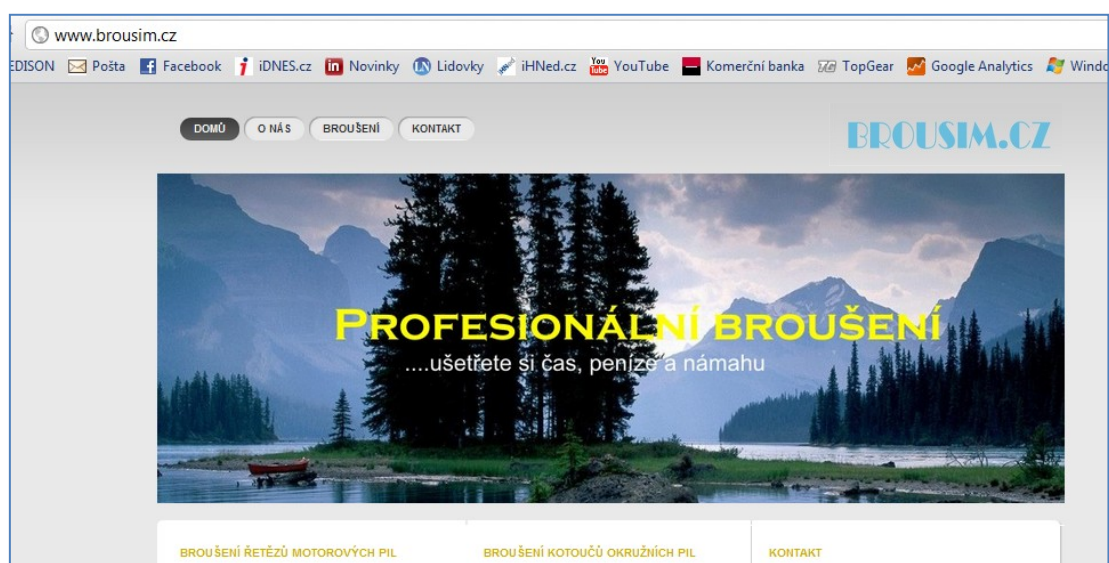 www.brousim.cz
EDISON Pošta Facebook iDNES.cz Novinky Lidovky iHNed.cz YouTube Komerční banka TopGear Google Analytics Windo
DOMŮ O NÁS BROUŠENÍ KONTAKT
BROUSIM.CZ
PROFESIONÁLNÍ BROUŠENÍ
....ušetřete si čas, peníze a námahu
BROUŠENÍ ŘETĚZŮ MOTOROVÝCH PIL BROUŠENÍ KOTOUČŮ OKRUŽNÍCH PIL KONTAKT